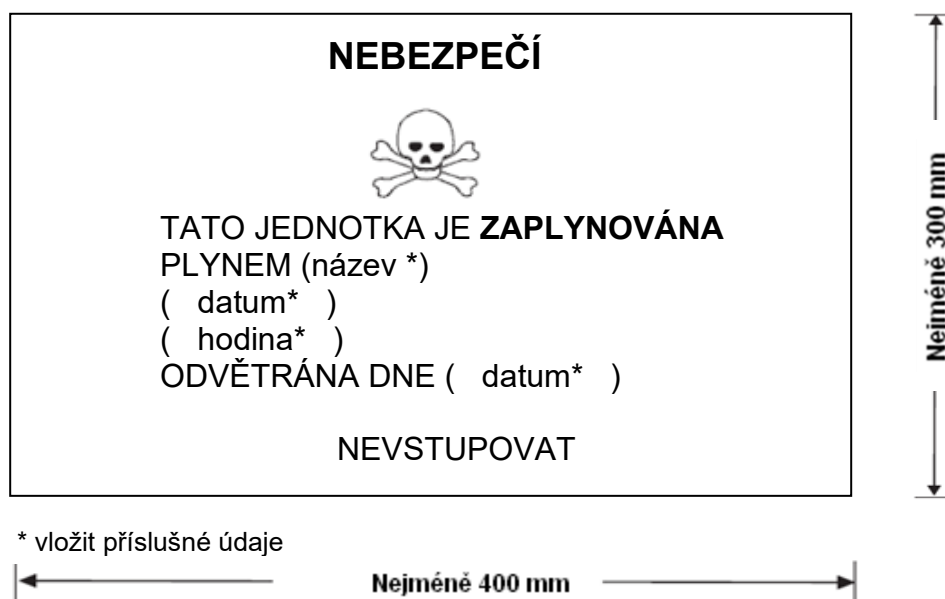 NEBEZPEČÍ
TATO JEDNOTKA JE ZAPLYNOVÁNA
PLYNEM (název *)
( datum* )
( hodina* )
ODVĚTRÁNA DNE ( datum* )
NEVSTUPOVAT
* vložit příslušné údaje
Nejméně 400 mm
Nejméně 300 mm